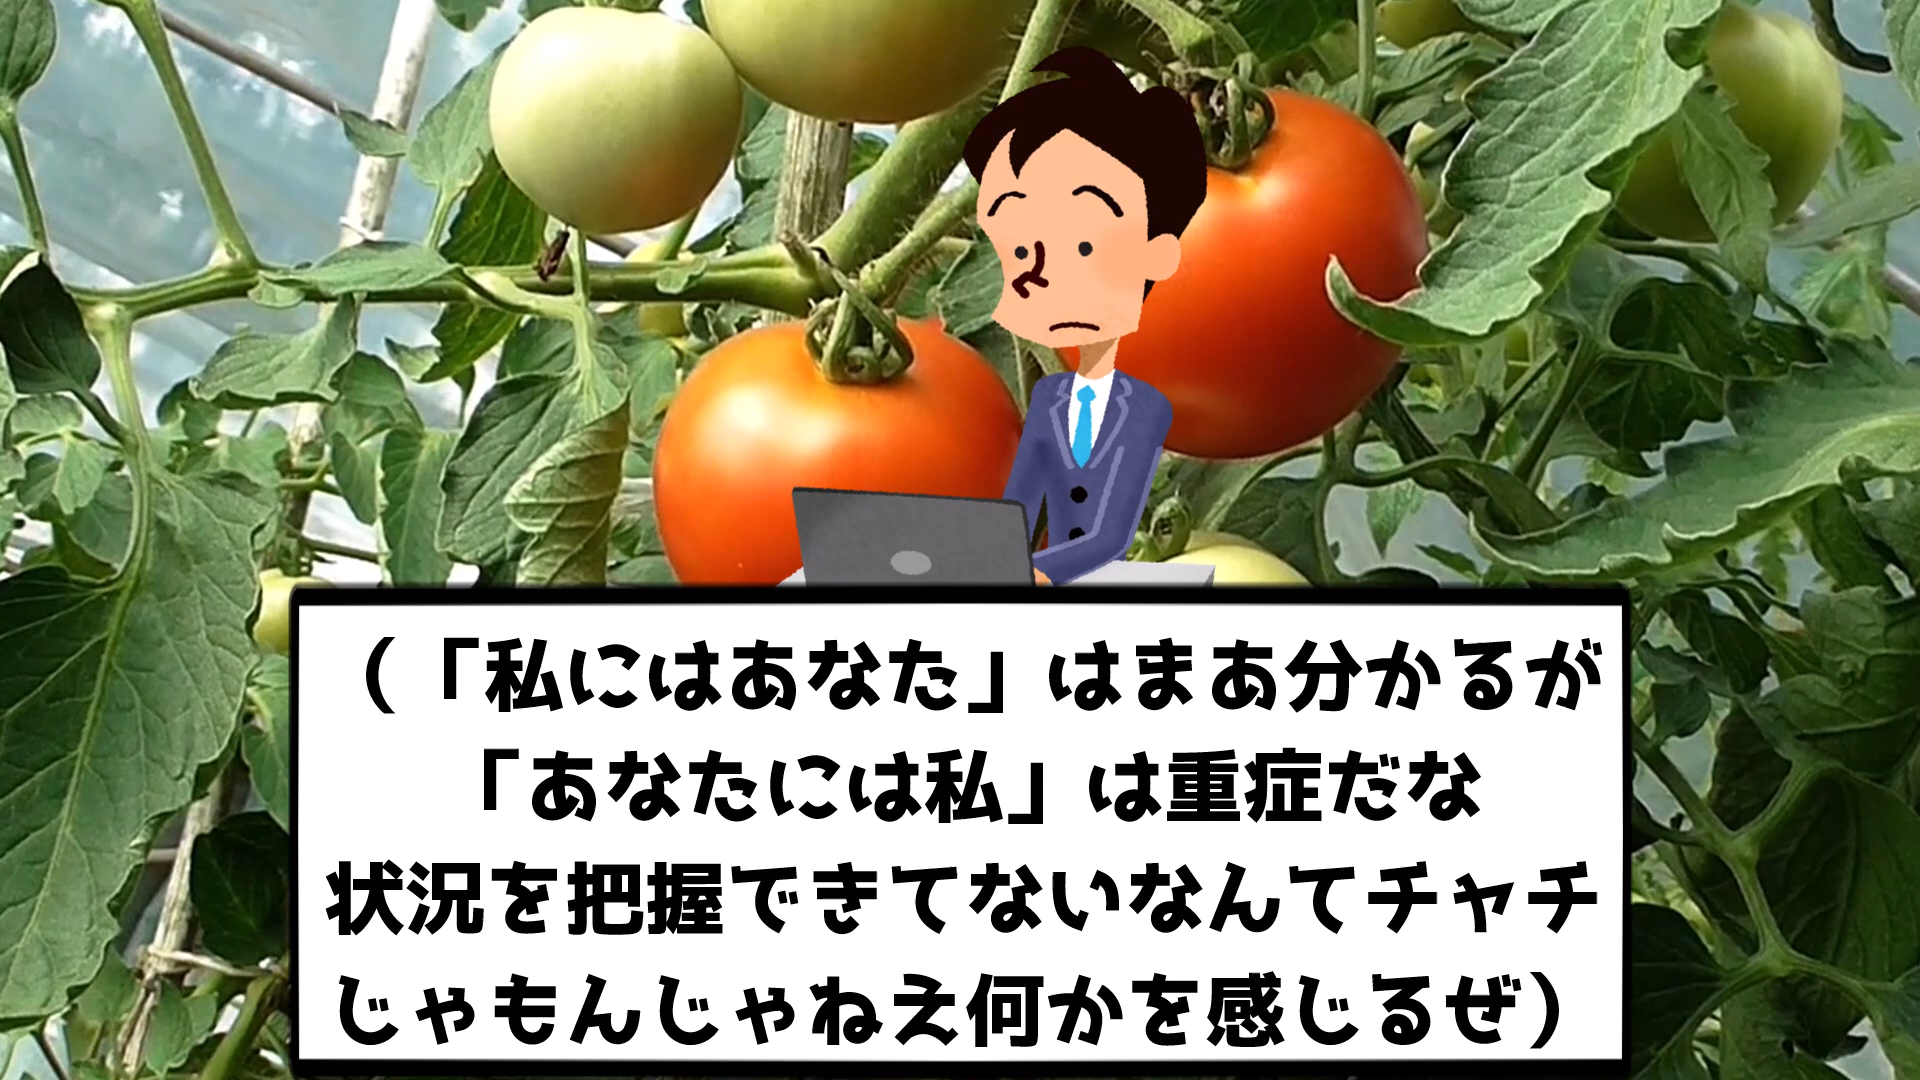 （「私にはあなた」はまあ分かるが
「あなたには私」は重症だな
状況を把握できてないなんてチャチ
じゃもんじゃねえ何かを感じるぜ）